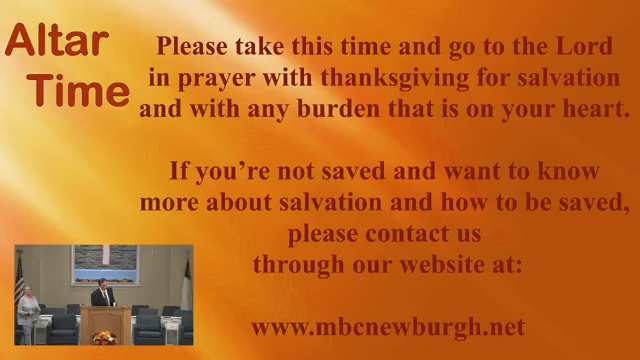 Altar
Time
Please take this time and go to the Lord
in prayer with thanksgiving for salvation
and with any burden that is on your heart.
If you're not saved and want to know
more about salvation and how to be saved,
please contact us
through our website at:
www.mbcnewburgh.net